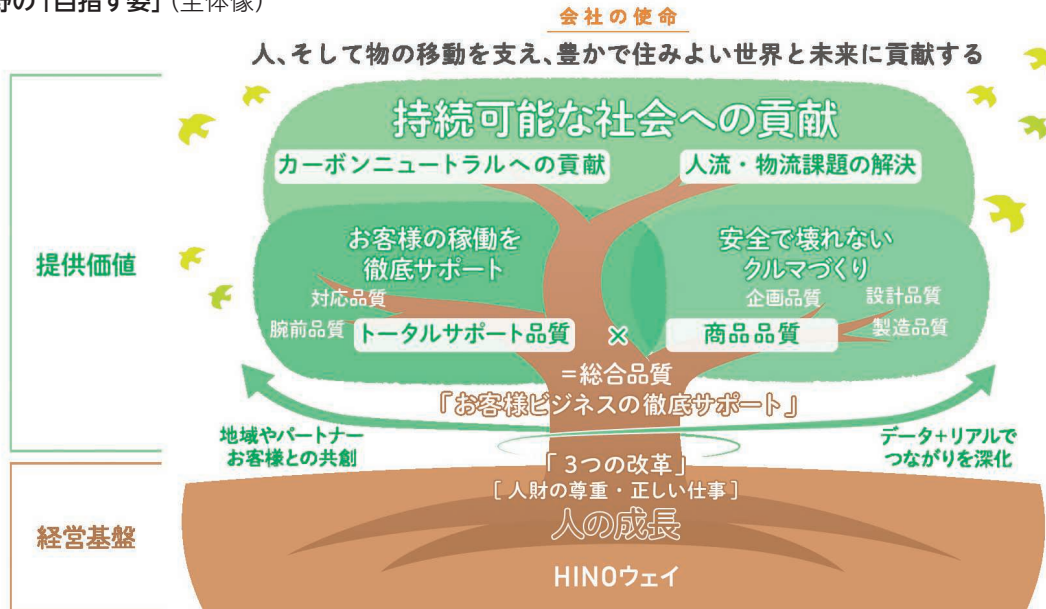 の「目指す姿」(全体像)
会社の使命
人、そして物の移動を支え、豊かで住みよい世界と未来に貢献する
持続可能な社会への貢献
カーボンニュートラルへの貢献
人流・物流課題の解決
提供価値
お客様の稼働を
徹底サポート
対応品質
腕前品質
トータルサポート品質
×
安全で壊れない
クルマづくり
企画品質
設計品質
商品品質
製造品質
=総合品質
「お客様ビジネスの徹底サポート」
地域やパートナー
お客様との共創
データ+リアルで
つながりを深化
経営基盤
「3つの改革」
[人財の尊重・正しい仕事]
人の成長
HINOウェイ